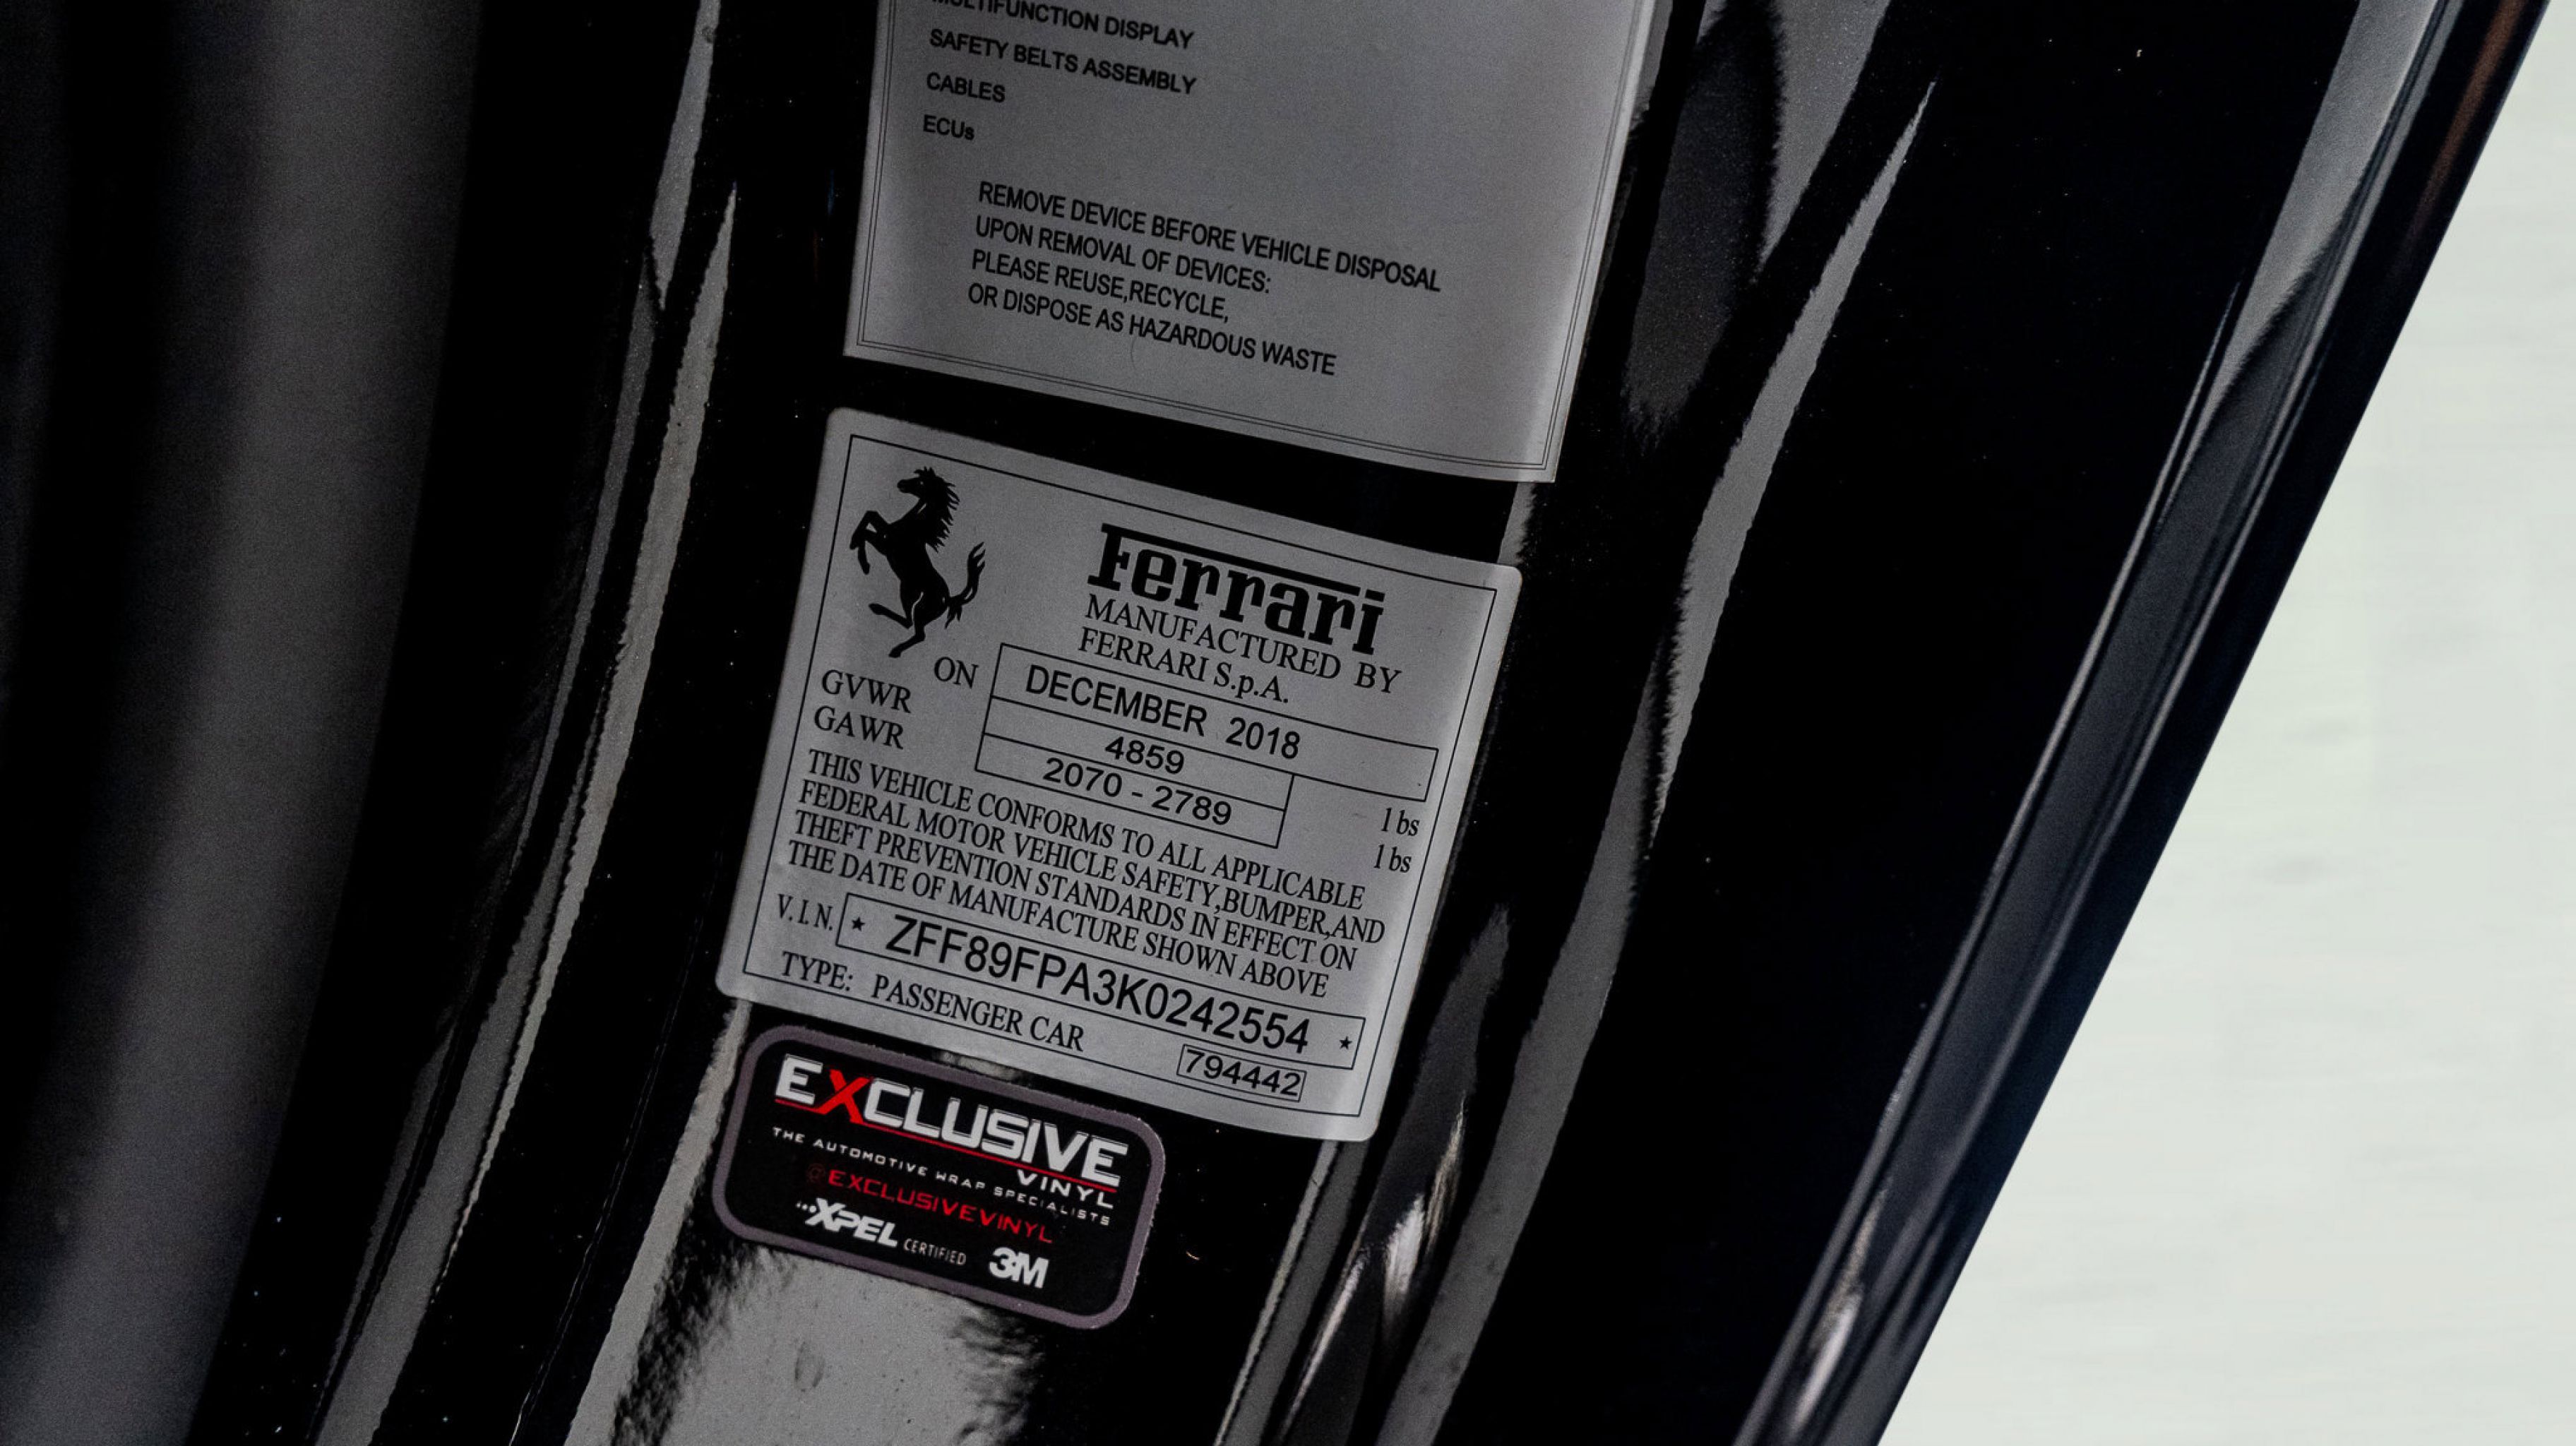 MULTIFUNCTION DISPLAY
SAFETY BELTS ASSEMBLY
CABLES
ECUs
REMOVE DEVICE BEFORE VEHICLE DISPOSAL
UPON REMOVAL OF DEVICES:
PLEASE REUSE,RECYCLE,
OR DISPOSE AS HAZARDOUS WASTE
Ferrari
MANUFACTURED BY
FERRARI S.p.A.
ON DECEMBER 2018
GVWR 4859 lbs
GAWR 2070 - 2789 lbs
THIS VEHICLE CONFORMS TO ALL APPLICABLE
FEDERAL MOTOR VEHICLE SAFETY,BUMPER,AND
THEFT PREVENTION STANDARDS IN EFFECT ON
THE DATE OF MANUFACTURE SHOWN ABOVE
V.I.N. ★ ZFF89FPA3K0242554 ★
TYPE: PASSENGER CAR 794442
EXCLUSIVE
VINYL
THE AUTOMOTIVE WRAP SPECIALISTS
@EXCLUSIVEVINYL
XPEL CERTIFIED 3M